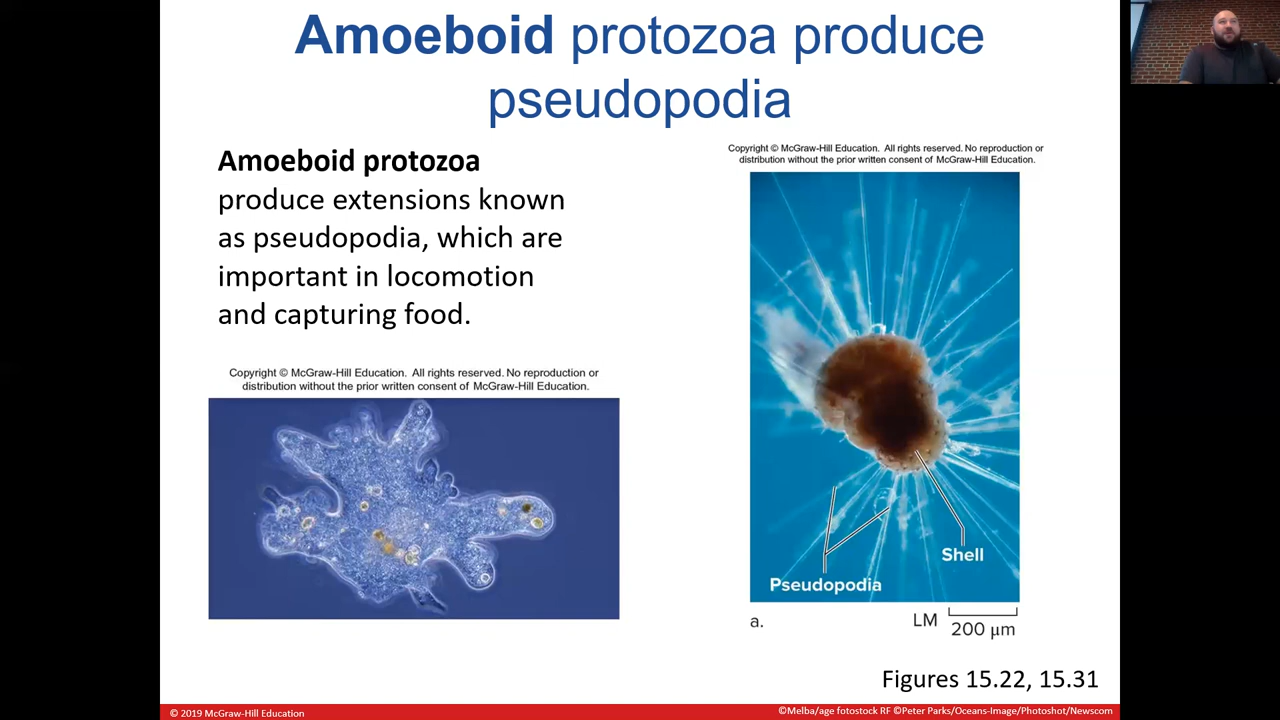 Amoeboid protozoa produce
pseudopodia
Amoeboid protozoa
produce extensions known
as pseudopodia, which are
important in locomotion
and capturing food.
Copyright © McGraw-Hill Education. All rights reserved. No reproduction or
distribution without the prior written consent of McGraw-Hill Education.
Copyright © McGraw-Hill Education. All rights reserved. No reproduction or
distribution without the prior written consent of McGraw-Hill Education.
Shell
Pseudopodia
a.
LM
200 µm
Figures 15.22, 15.31
© 2019 McGraw-Hill Education
©Melba/age fotostock RF ©Peter Parks/Oceans-Image/Photoshot/Newscom